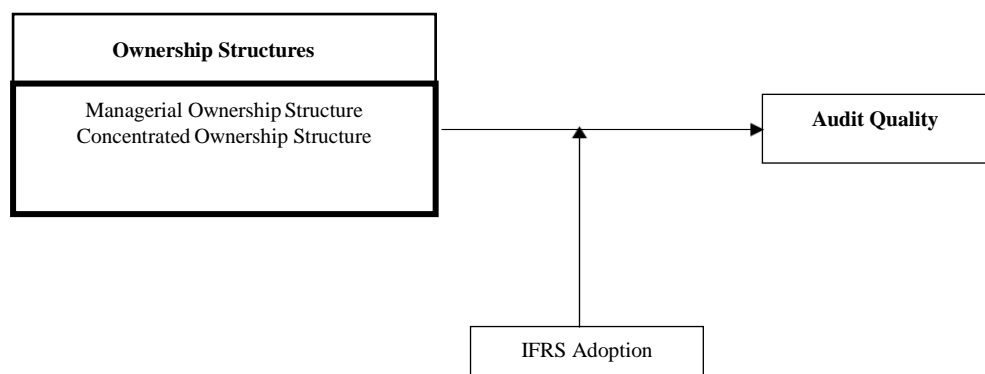 Ownership Structures
Managerial Ownership Structure
Concentrated Ownership Structure
Audit Quality
IFRS Adoption